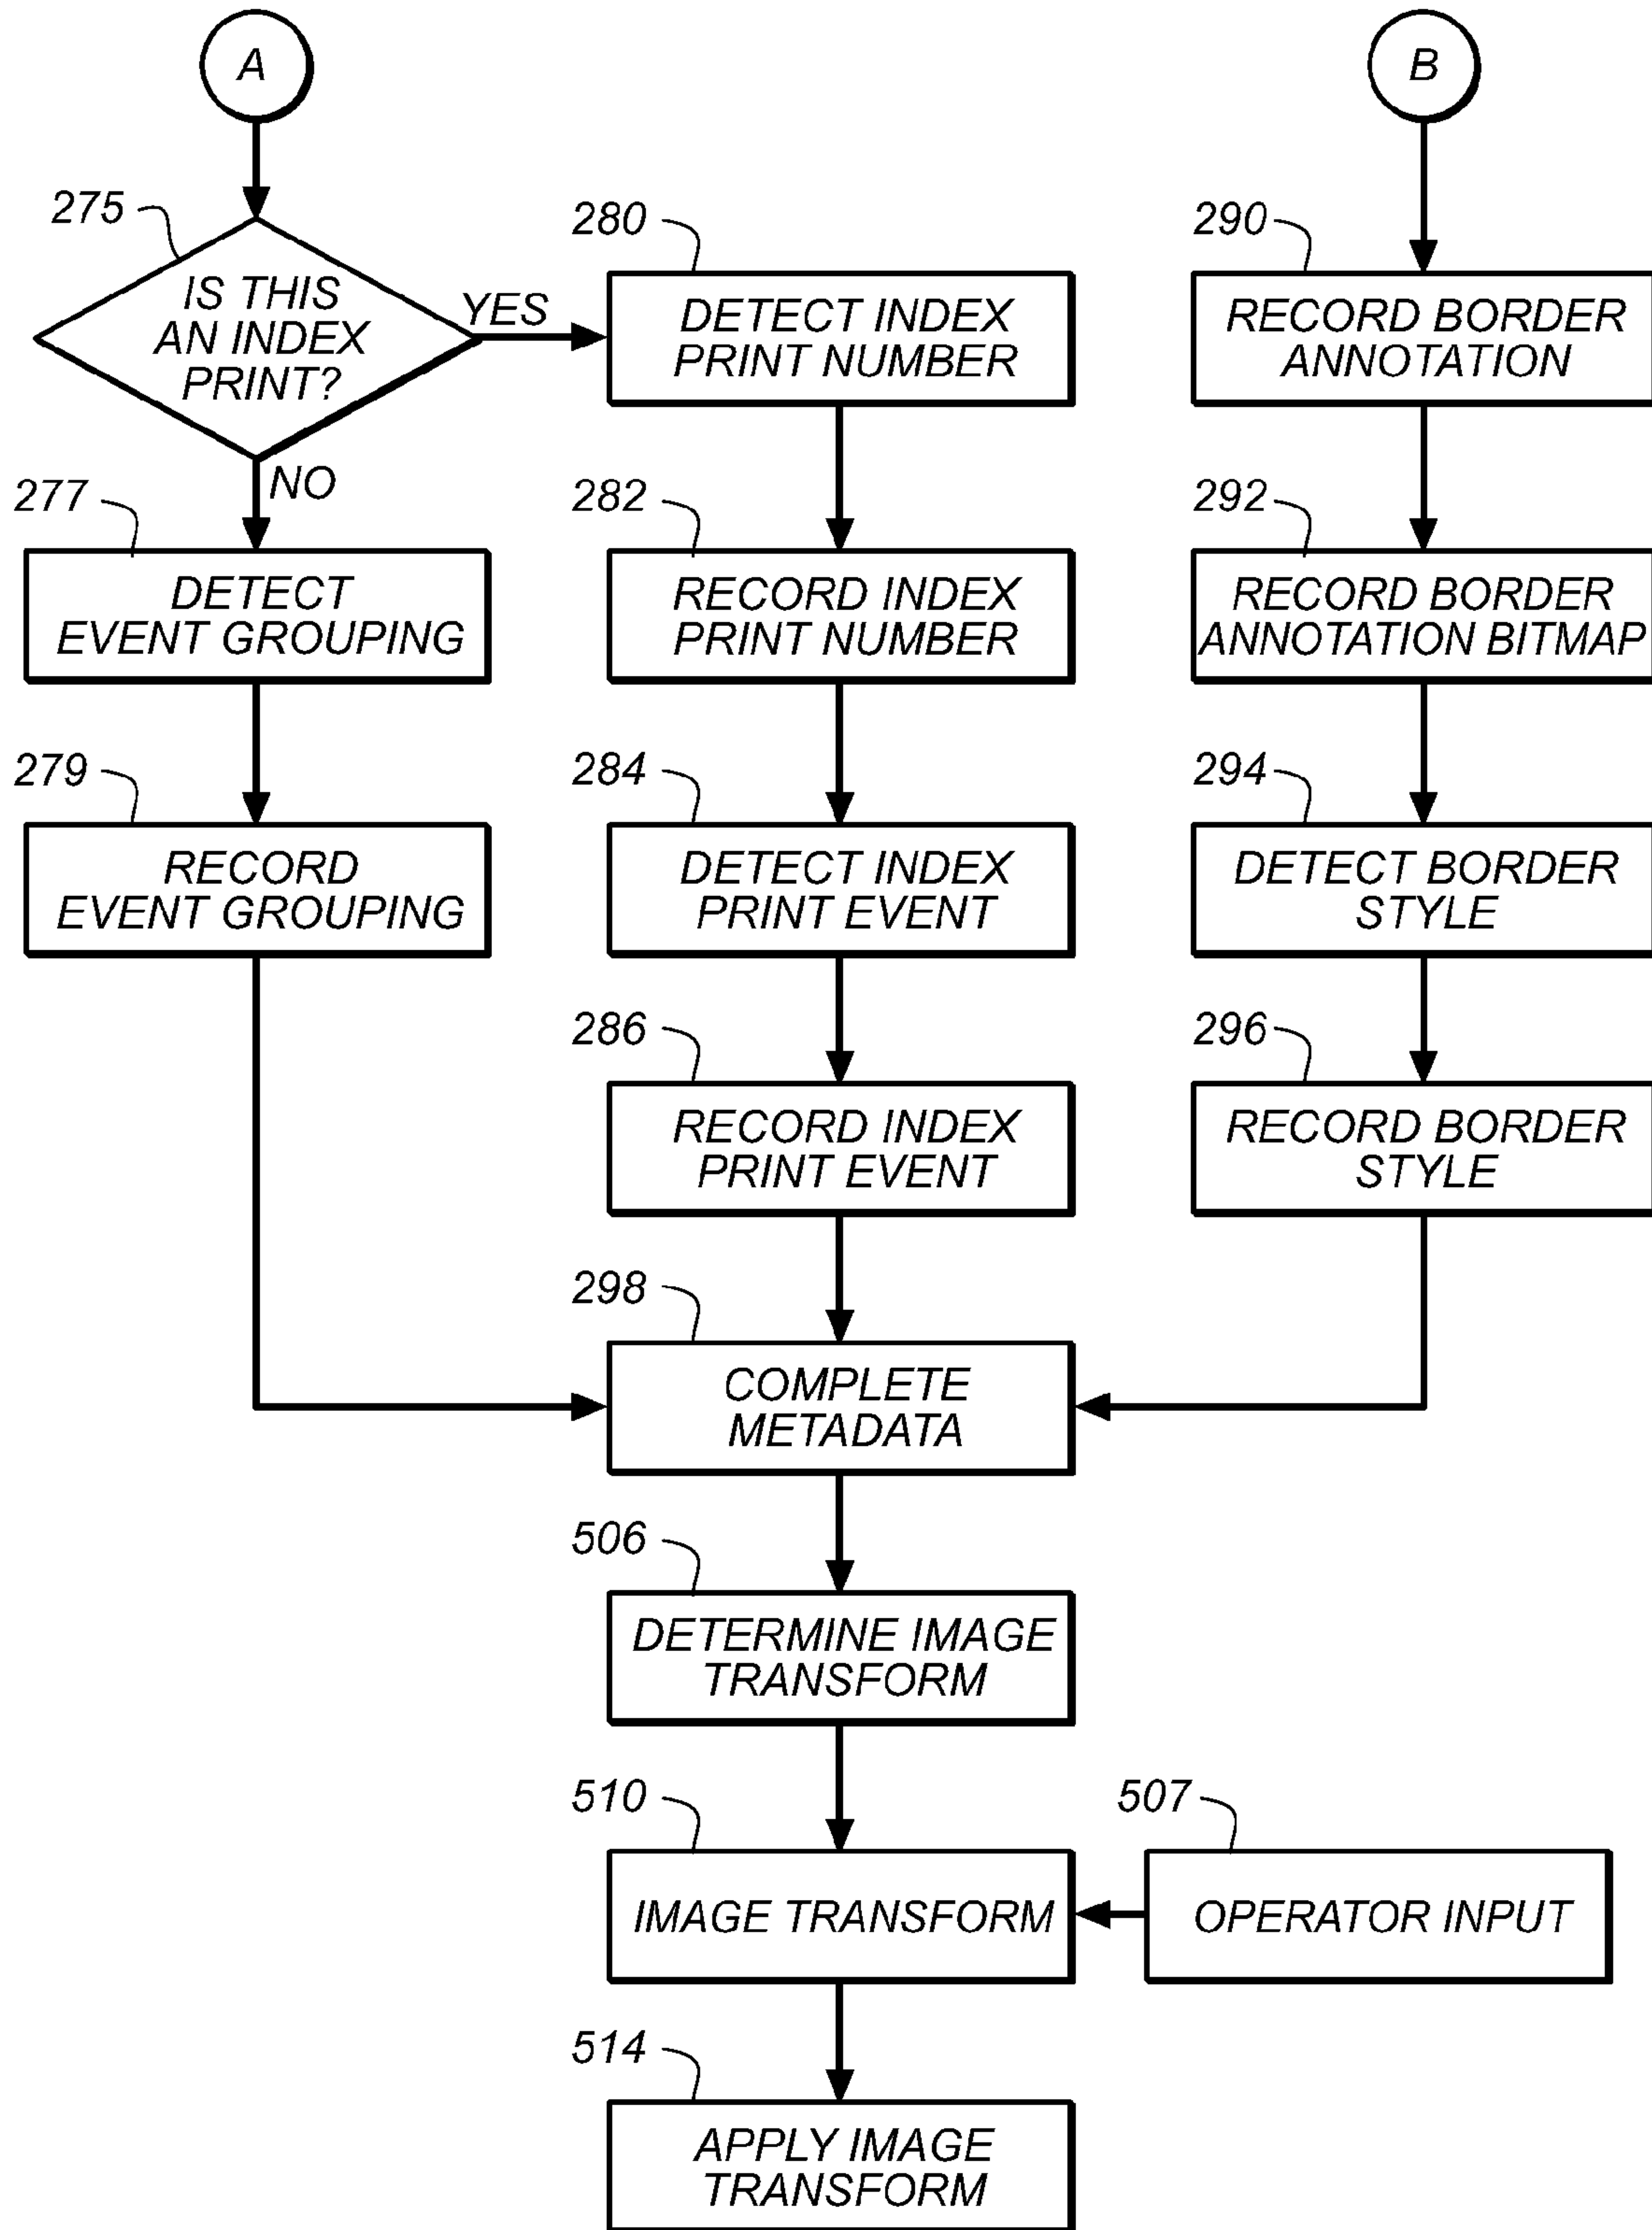 A
B
275
IS THIS
AN INDEX
PRINT?
YES
NO
280
DETECT INDEX
PRINT NUMBER
290
RECORD BORDER
ANNOTATION
277
DETECT
EVENT GROUPING
282
RECORD INDEX
PRINT NUMBER
292
RECORD BORDER
ANNOTATION BITMAP
279
RECORD
EVENT GROUPING
284
DETECT INDEX
PRINT EVENT
294
DETECT BORDER
STYLE
286
RECORD INDEX
PRINT EVENT
296
RECORD BORDER
STYLE
298
COMPLETE
METADATA
506
DETERMINE IMAGE
TRANSFORM
510
IMAGE TRANSFORM
507
OPERATOR INPUT
514
APPLY IMAGE
TRANSFORM